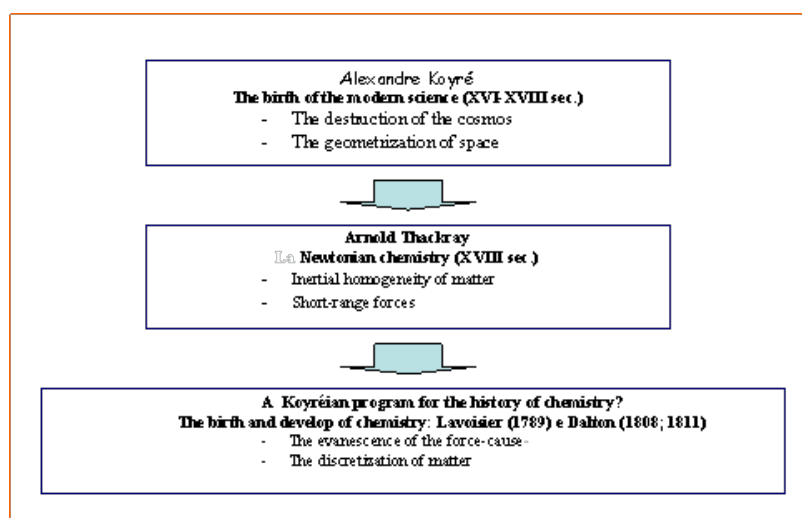 Alexandre Koyré
The birth of the modern science (XVI-XVIII sec.)
- The destruction of the cosmos
- The geometrization of space
Arnold Thackray
La Newtonian chemistry (XVIII sec.)
- Inertial homogeneity of matter
- Short-range forces
A Koyréian program for the history of chemistry?
The birth and develop of chemistry: Lavoisier (1789) e Dalton (1808; 1811)
- The evanescence of the force-cause-
- The discretization of matter